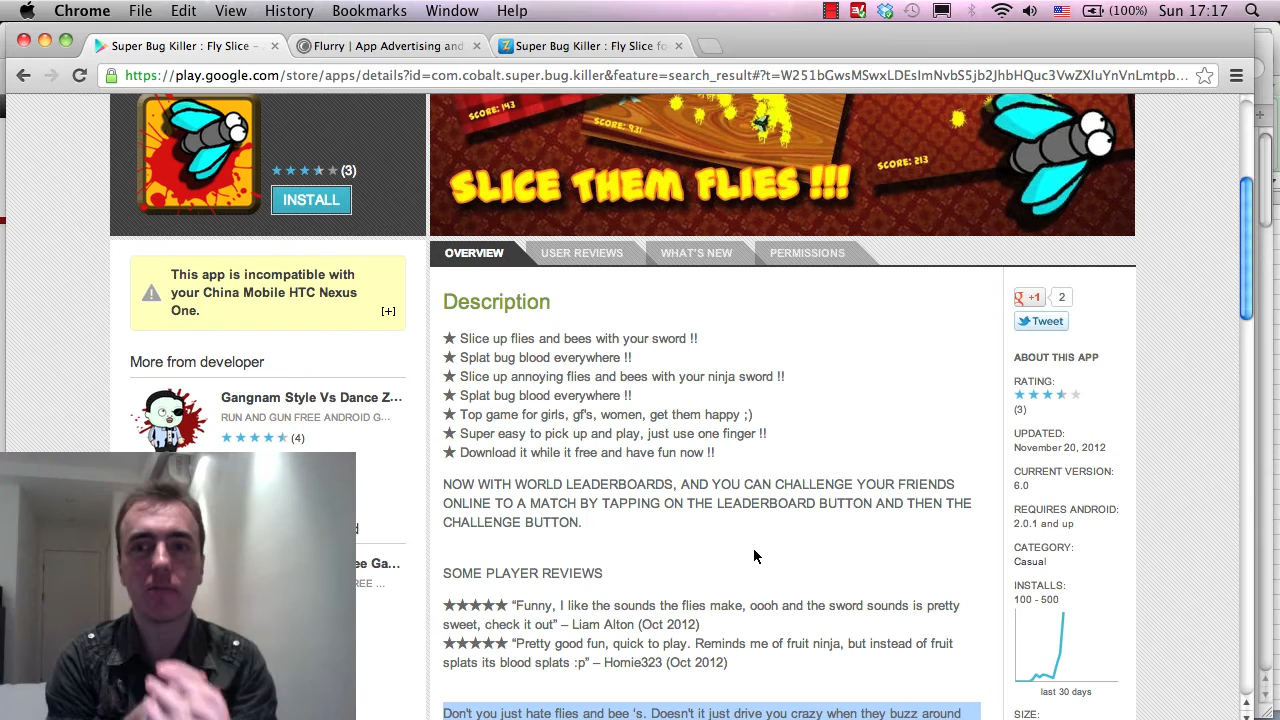 Chrome File Edit View History Bookmarks Window Help (100%) Sun 17:17
Super Bug Killer : Fly Slice – Flurry | App Advertising and Super Bug Killer : Fly Slice fo
https://play.google.com/store/apps/details?id=com.cobalt.super.bug.killer&feature=search_result#?t=W251bGwsMSwxLDEsImNvbS5jb2JhbHQuc3VwZXIuYnVnLmtpb...
SCORE: 143
SCORE: 931
SCORE: 213
SLICE THEM FLIES !!!
(3)
INSTALL
OVERVIEW USER REVIEWS WHAT'S NEW PERMISSIONS
This app is incompatible with
your China Mobile HTC Nexus
One. [+]
More from developer
Gangnam Style Vs Dance Z...
RUN AND GUN FREE ANDROID G...
(4)
d
ee Ga...
FREE ...
Description
★ Slice up flies and bees with your sword !!
★ Splat bug blood everywhere !!
★ Slice up annoying flies and bees with your ninja sword !!
★ Splat bug blood everywhere !!
★ Top game for girls, gf's, women, get them happy ;)
★ Super easy to pick up and play, just use one finger !!
★ Download it while it free and have fun now !!
NOW WITH WORLD LEADERBOARDS, AND YOU CAN CHALLENGE YOUR FRIENDS
ONLINE TO A MATCH BY TAPPING ON THE LEADERBOARD BUTTON AND THEN THE
CHALLENGE BUTTON.
SOME PLAYER REVIEWS
★★★★★ “Funny, I like the sounds the flies make, oooh and the sword sounds is pretty
sweet, check it out” – Liam Alton (Oct 2012)
★★★★★ “Pretty good fun, quick to play. Reminds me of fruit ninja, but instead of fruit
splats its blood splats :p” – Homie323 (Oct 2012)
Don't you just hate flies and bee 's. Doesn't it just drive you crazy when they buzz around
g +1 2
Tweet
ABOUT THIS APP
RATING:
(3)
UPDATED:
November 20, 2012
CURRENT VERSION:
6.0
REQUIRES ANDROID:
2.0.1 and up
CATEGORY:
Casual
INSTALLS:
100 - 500
last 30 days
SIZE: